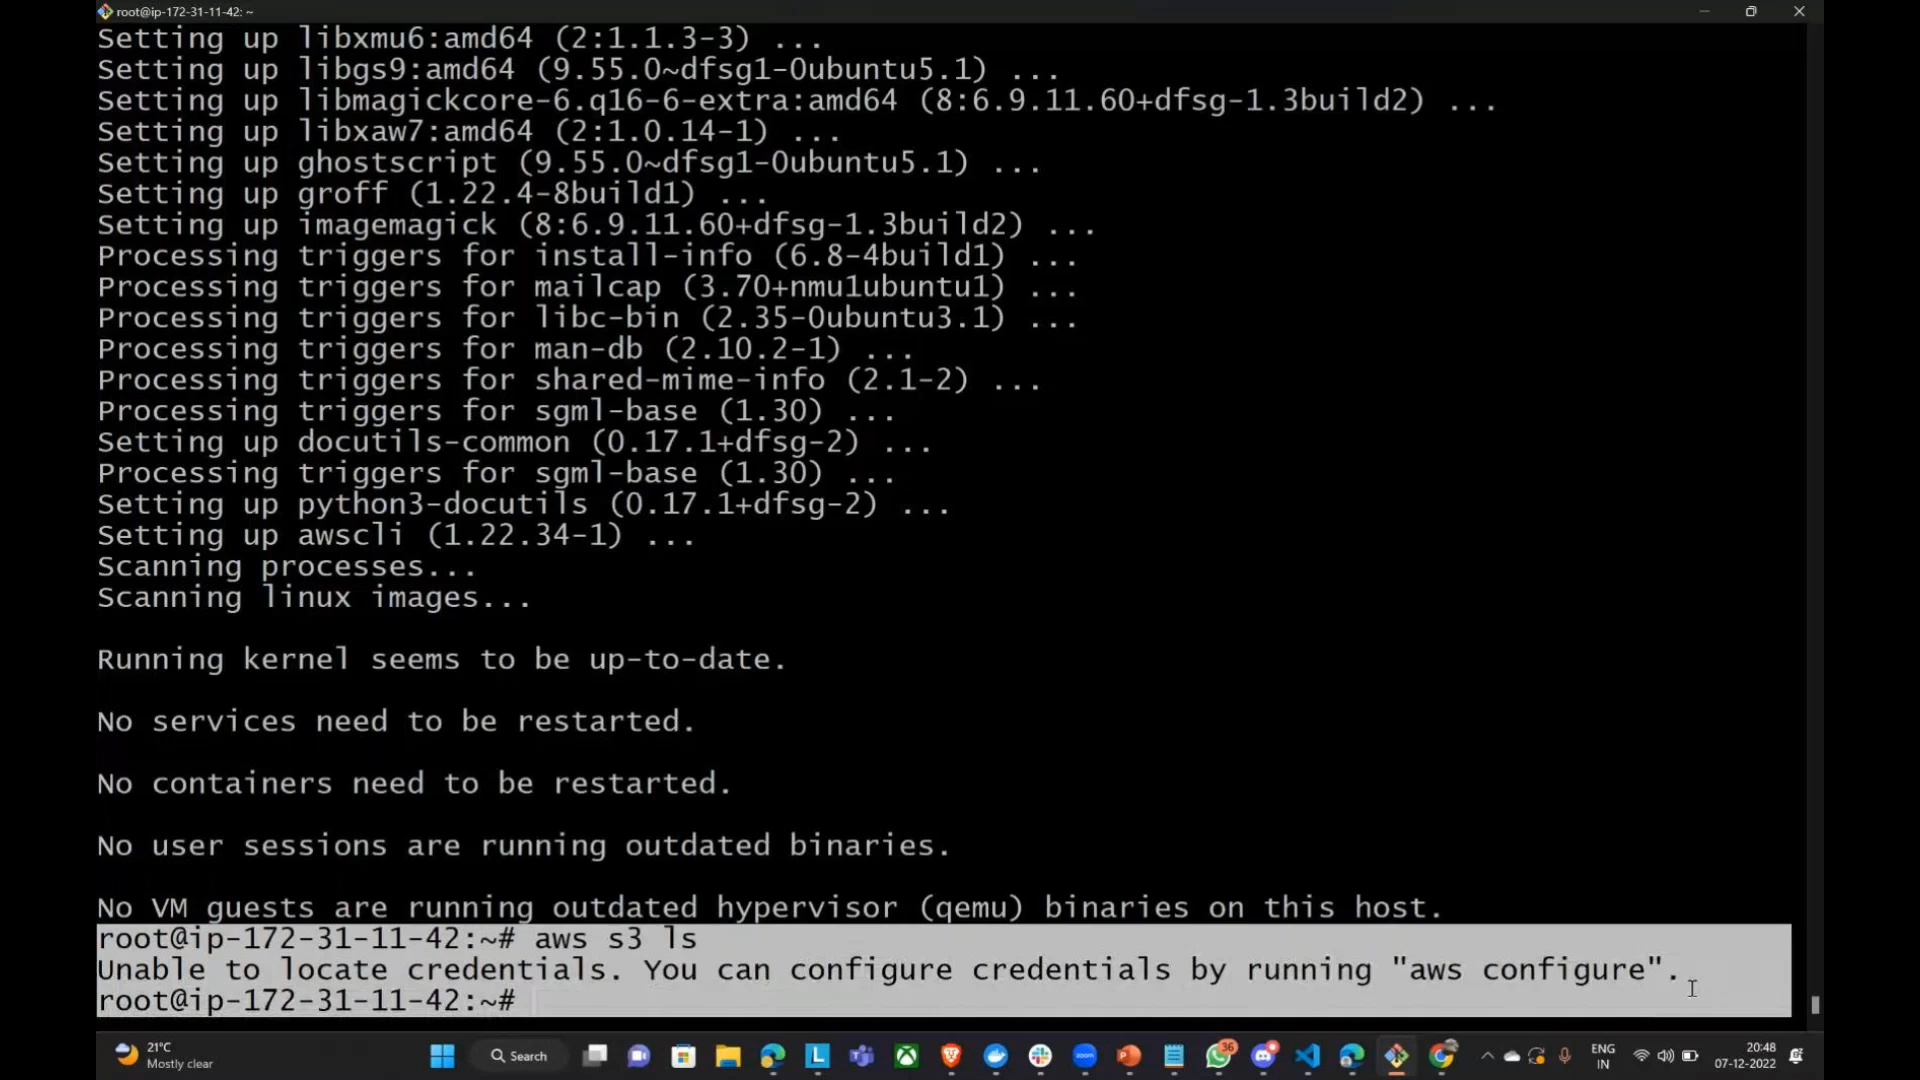 root@ip-172-31-11-42: ~
Setting up libxmu6:amd64 (2:1.1.3-3) ...
Setting up libgs9:amd64 (9.55.0~dfsg1-0ubuntu5.1) ...
Setting up libmagickcore-6.q16-6-extra:amd64 (8:6.9.11.60+dfsg-1.3build2) ...
Setting up libxaw7:amd64 (2:1.0.14-1) ...
Setting up ghostscript (9.55.0~dfsg1-0ubuntu5.1) ...
Setting up groff (1.22.4-8build1) ...
Setting up imagemagick (8:6.9.11.60+dfsg-1.3build2) ...
Processing triggers for install-info (6.8-4build1) ...
Processing triggers for mailcap (3.70+nmu1ubuntu1) ...
Processing triggers for libc-bin (2.35-0ubuntu3.1) ...
Processing triggers for man-db (2.10.2-1) ...
Processing triggers for shared-mime-info (2.1-2) ...
Processing triggers for sgml-base (1.30) ...
Setting up docutils-common (0.17.1+dfsg-2) ...
Processing triggers for sgml-base (1.30) ...
Setting up python3-docutils (0.17.1+dfsg-2) ...
Setting up awscli (1.22.34-1) ...
Scanning processes...
Scanning linux images...
Running kernel seems to be up-to-date.
No services need to be restarted.
No containers need to be restarted.
No user sessions are running outdated binaries.
No VM guests are running outdated hypervisor (qemu) binaries on this host.
root@ip-172-31-11-42:~# aws s3 ls
Unable to locate credentials. You can configure credentials by running "aws configure".
root@ip-172-31-11-42:~#
21°C
Mostly clear
Search
L
zoom
36
ENG
IN
20:48
07-12-2022